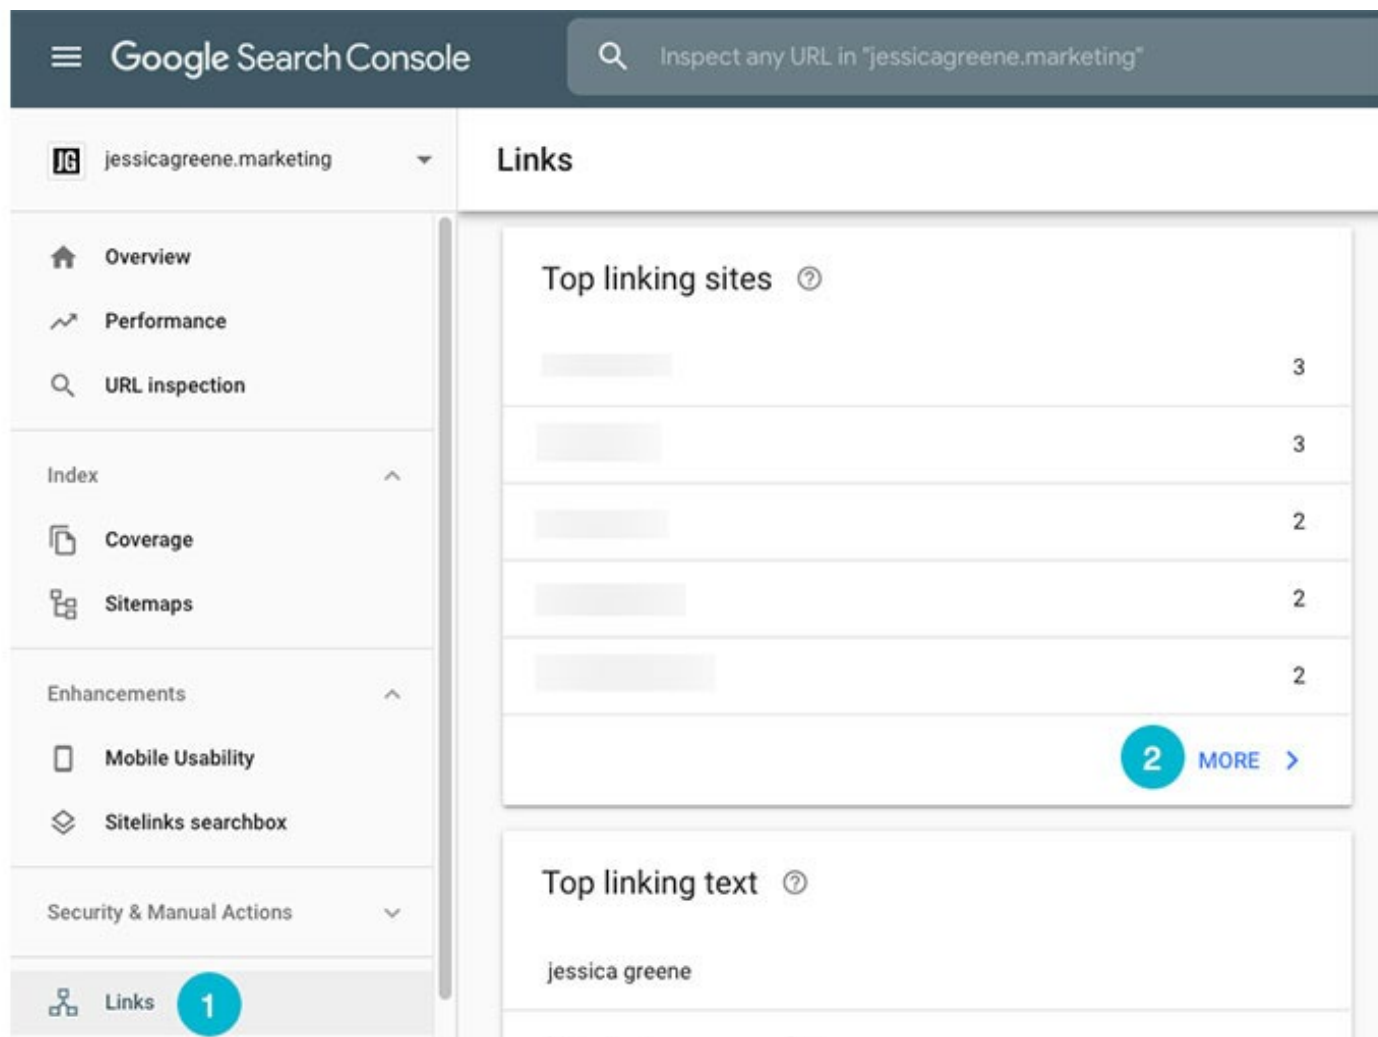 Google Search Console
Inspect any URL in "jessicagreene.marketing"
JG
jessicagreene.marketing
Links
Overview
Performance
URL inspection
Index
Coverage
Sitemaps
Enhancements
Mobile Usability
Sitelinks searchbox
Security & Manual Actions
Links
1
Top linking sites ?
3
3
2
2
2
2 MORE
Top linking text ?
jessica greene